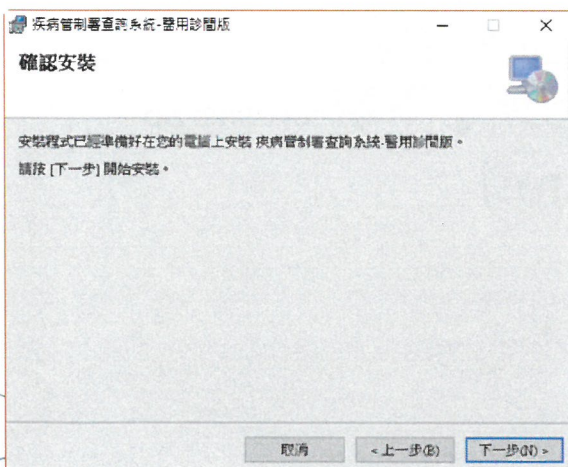 疾病管制署查詢系統-醫用診間版
確認安裝
安裝程式已經準備好在您的電腦上安裝 疾病管制署查詢系統-醫用診間版。
請按 [下一步] 開始安裝。
取消
< 上一步(B)
下一步(N) >